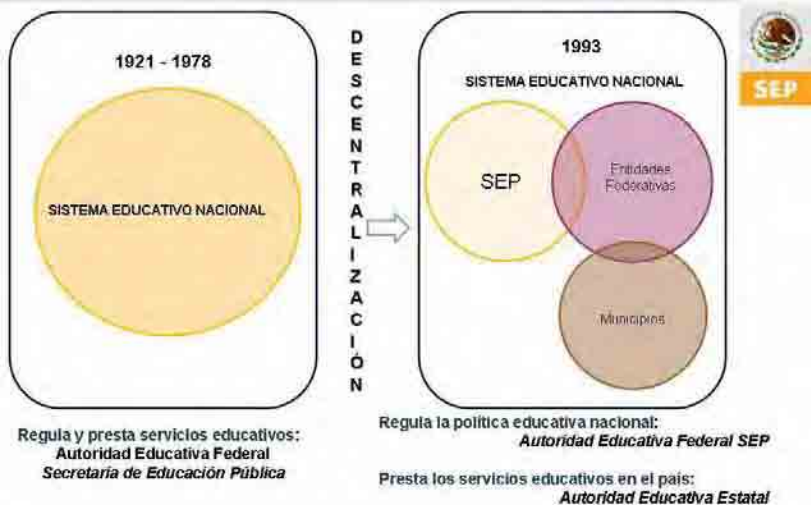 1921 - 1978
SISTEMA EDUCATIVO NACIONAL
Regula y presta servicios educativos:
Autoridad Educativa Federal
Secretaría de Educación Pública
DESCENTRALIZACIÓN
1993
SISTEMA EDUCATIVO NACIONAL
SEP
Entidades
Federativas
Municipios
Regula la política educativa nacional:
Autoridad Educativa Federal SEP
Presta los servicios educativos en el país:
Autoridad Educativa Estatal
SEP